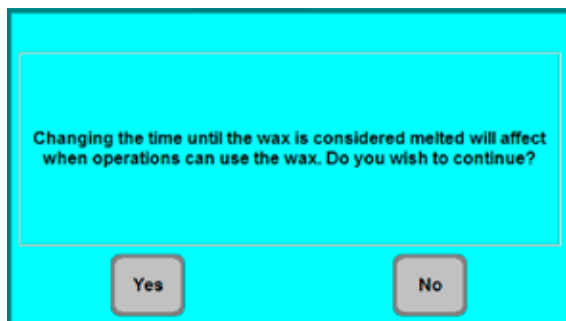 Changing the time until the wax is considered melted will affect
when operations can use the wax. Do you wish to continue?
Yes
No